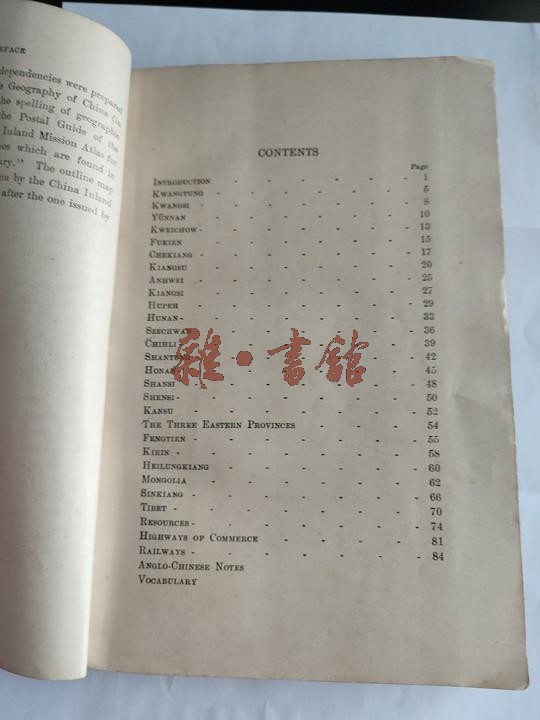 EFACE
dependencies were prepared
e Geography of China (in
he spelling of geographic
the Postal Guide of the
Inland Mission Atlas for
es which are found in
ary." The outline map
na by the China Inland
after the one issued by
CONTENTS
Page
INTRODUCTION - - - - - - 1
KWANGTUNG - - - - - - 5
KWANGSI - - - - - - 8
YÜNNAN - - - - - - 10
KWEICHOW - - - - - - 13
FUKIEN - - - - - - 15
CHEKIANG - - - - - - 17
KIANGSU - - - - - - 20
ANHWEI - - - - - - 25
KIANGSI - - - - - - 27
HUPEH - - - - - - 29
HUNAN - - - - - - 33
SZECHWAN - - - - - - 36
CHIHLI - - - - - - 39
SHANTUNG - - - - - - 42
HONAN - - - - - - 45
SHANSI - - - - - - 48
SHENSI - - - - - - 50
KANSU - - - - - - 52
THE THREE EASTERN PROVINCES - - - - 54
FENGTIEN - - - - - - 55
KIRIN - - - - - - 58
HEILUNGKIANG - - - - - - 60
MONGOLIA - - - - - - 62
SINKIANG - - - - - - 66
TIBET - - - - - - 70
RESOURCES - - - - - - 74
HIGHWAYS OF COMMERCE - - - - - 81
RAILWAYS - - - - - - 84
ANGLO-CHINESE NOTES
VOCABULARY
雜·書館